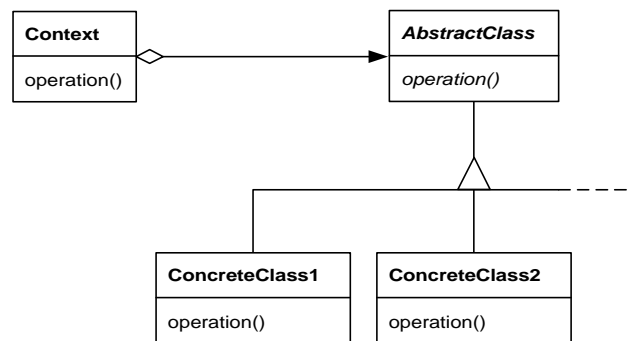 Context
operation()
AbstractClass
operation()
ConcreteClass1
operation()
ConcreteClass2
operation()